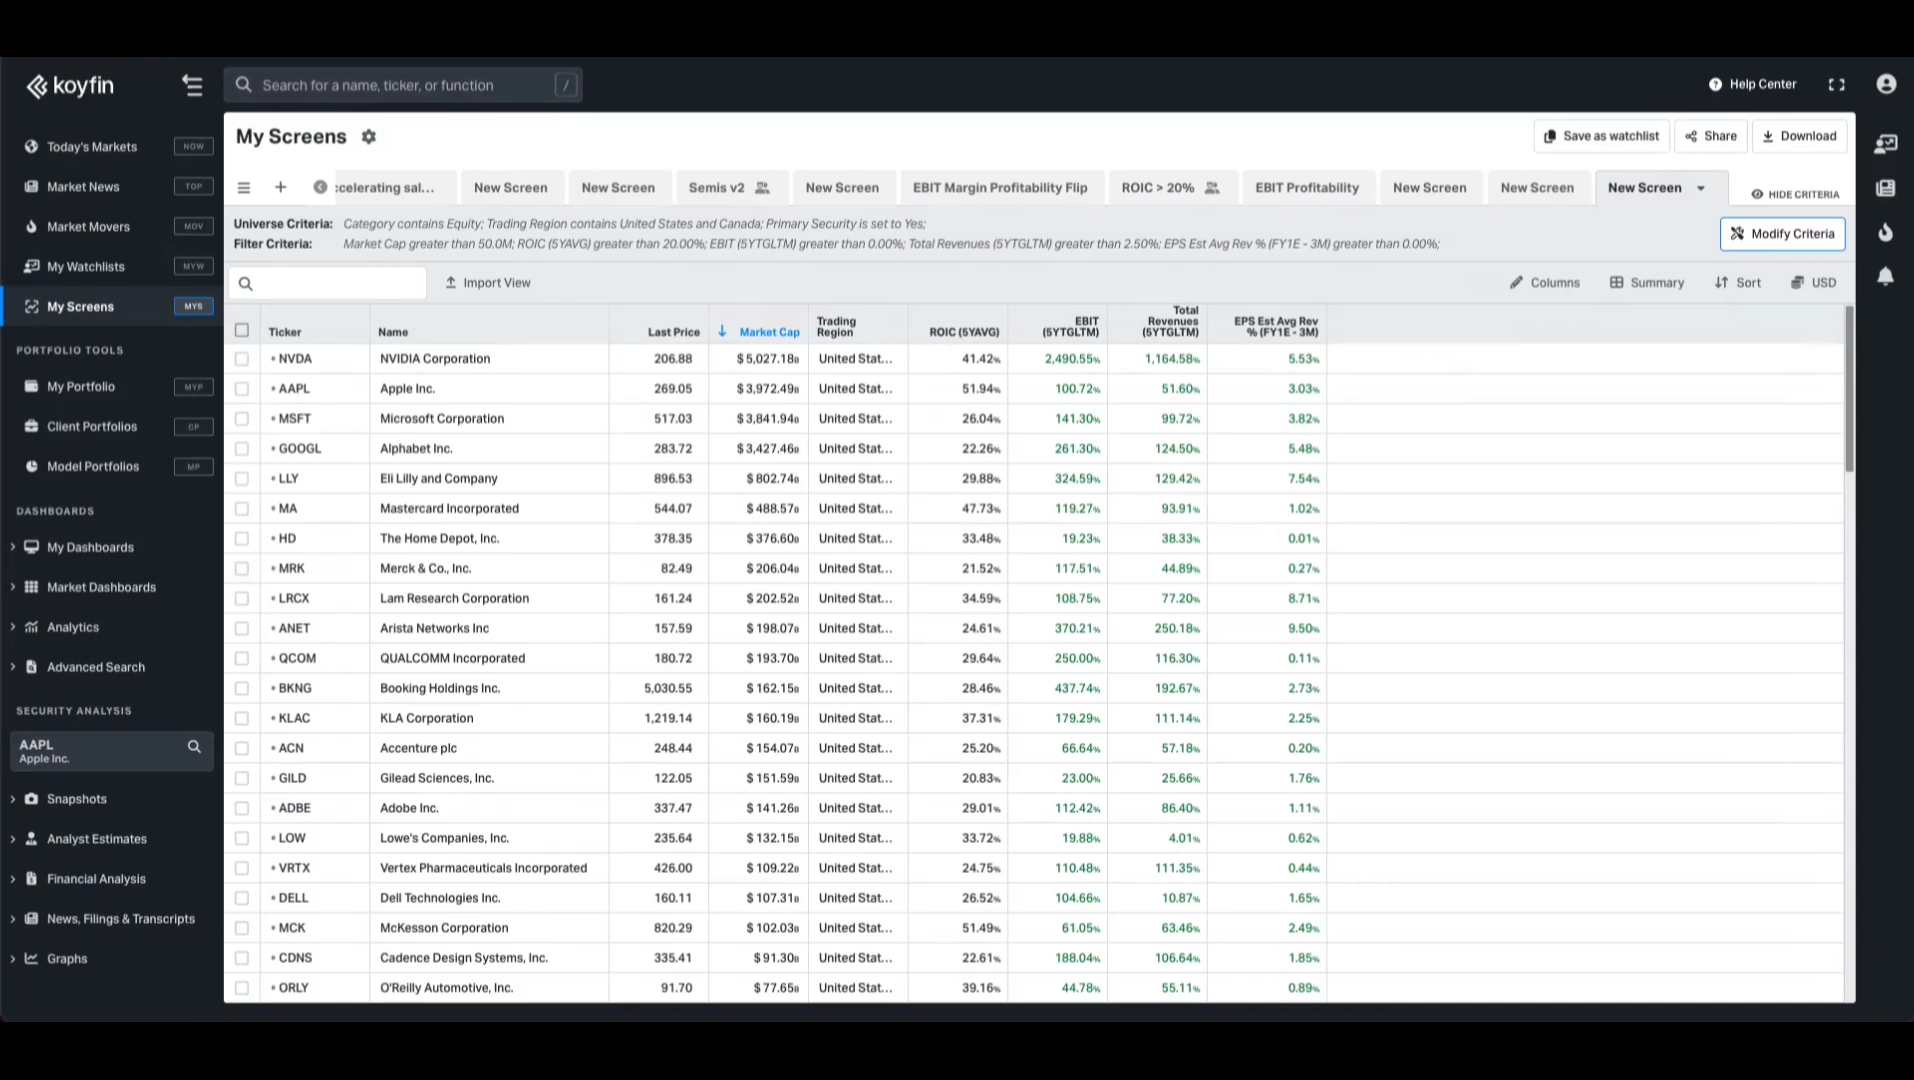 koyfin
Search for a name, ticker, or function /
Help Center
Today's Markets NOW
Market News TOP
Market Movers MOV
My Watchlists MYW
My Screens MYS
PORTFOLIO TOOLS
My Portfolio MYP
Client Portfolios CP
Model Portfolios MP
DASHBOARDS
My Dashboards
Market Dashboards
Analytics
Advanced Search
SECURITY ANALYSIS
AAPL
Apple Inc.
Snapshots
Analyst Estimates
Financial Analysis
News, Filings & Transcripts
Graphs
My Screens
Save as watchlist Share Download
ccelerating sal... New Screen New Screen Semis v2 New Screen EBIT Margin Profitability Flip ROIC > 20% EBIT Profitability New Screen New Screen New Screen HIDE CRITERIA
Universe Criteria: Category contains Equity; Trading Region contains United States and Canada; Primary Security is set to Yes;
Filter Criteria: Market Cap greater than 50.0M; ROIC (5YAVG) greater than 20.00%; EBIT (5YTGLTM) greater than 0.00%; Total Revenues (5YTGLTM) greater than 2.50%; EPS Est Avg Rev % (FY1E - 3M) greater than 0.00%;
Modify Criteria
Import View Columns Summary Sort USD
Ticker Name Last Price Market Cap Trading Region ROIC (5YAVG) EBIT (5YTGLTM) Total Revenues (5YTGLTM) EPS Est Avg Rev % (FY1E - 3M)
NVDA NVIDIA Corporation 206.88 $5,027.18B United Stat... 41.42% 2,490.55% 1,164.58% 5.53%
AAPL Apple Inc. 269.05 $3,972.49B United Stat... 51.94% 100.72% 51.60% 3.03%
MSFT Microsoft Corporation 517.03 $3,841.94B United Stat... 26.04% 141.30% 99.72% 3.82%
GOOGL Alphabet Inc. 283.72 $3,427.46B United Stat... 22.26% 261.30% 124.50% 5.48%
LLY Eli Lilly and Company 896.53 $802.74B United Stat... 29.88% 324.59% 129.42% 7.54%
MA Mastercard Incorporated 544.07 $488.57B United Stat... 47.73% 119.27% 93.91% 1.02%
HD The Home Depot, Inc. 378.35 $376.60B United Stat... 33.48% 19.23% 38.33% 0.01%
MRK Merck & Co., Inc. 82.49 $206.04B United Stat... 21.52% 117.51% 44.89% 0.27%
LRCX Lam Research Corporation 161.24 $202.52B United Stat... 34.59% 108.75% 77.20% 8.71%
ANET Arista Networks Inc 157.59 $198.07B United Stat... 24.61% 370.21% 250.18% 9.50%
QCOM QUALCOMM Incorporated 180.72 $193.70B United Stat... 29.64% 250.00% 116.30% 0.11%
BKNG Booking Holdings Inc. 5,030.55 $162.15B United Stat... 28.46% 437.74% 192.67% 2.73%
KLAC KLA Corporation 1,219.14 $160.19B United Stat... 37.31% 179.29% 111.14% 2.25%
ACN Accenture plc 248.44 $154.07B United Stat... 25.20% 66.64% 57.18% 0.20%
GILD Gilead Sciences, Inc. 122.05 $151.59B United Stat... 20.83% 23.00% 25.66% 1.76%
ADBE Adobe Inc. 337.47 $141.26B United Stat... 29.01% 112.42% 86.40% 1.11%
LOW Lowe's Companies, Inc. 235.64 $132.15B United Stat... 33.72% 19.88% 4.01% 0.62%
VRTX Vertex Pharmaceuticals Incorporated 426.00 $109.22B United Stat... 24.75% 110.48% 111.35% 0.44%
DELL Dell Technologies Inc. 160.11 $107.31B United Stat... 26.52% 104.66% 10.87% 1.65%
MCK McKesson Corporation 820.29 $102.03B United Stat... 51.49% 61.05% 63.46% 2.49%
CDNS Cadence Design Systems, Inc. 335.41 $91.30B United Stat... 22.61% 188.04% 106.64% 1.85%
ORLY O'Reilly Automotive, Inc. 91.70 $77.65B United Stat... 39.16% 44.78% 55.11% 0.89%